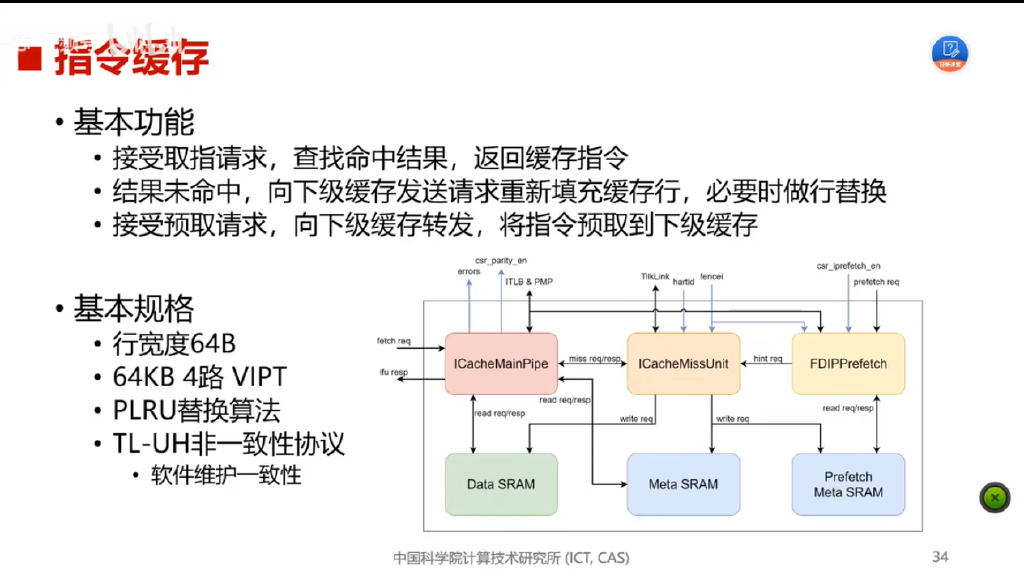 指令缓存
• 基本功能
• 接受取指请求，查找命中结果，返回缓存指令
• 结果未命中，向下级缓存发送请求重新填充缓存行，必要时做行替换
• 接受预取请求，向下级缓存转发，将指令预取到下级缓存
• 基本规格
• 行宽度64B
• 64KB 4路 VIPT
• PLRU替换算法
• TL-UH非一致性协议
• 软件维护一致性
csr_parity_en
errors
ITLB & PMP
TilkLink
hartid
fencei
csr_iprefetch_en
prefetch req
fetch req
ifu resp
ICacheMainPipe
miss req/resp
ICacheMissUnit
hint req
FDIPPrefetch
read req/resp
read req/resp
write req
write req
read req/resp
Data SRAM
Meta SRAM
Prefetch
Meta SRAM
中国科学院计算技术研究所 (ICT, CAS)
34